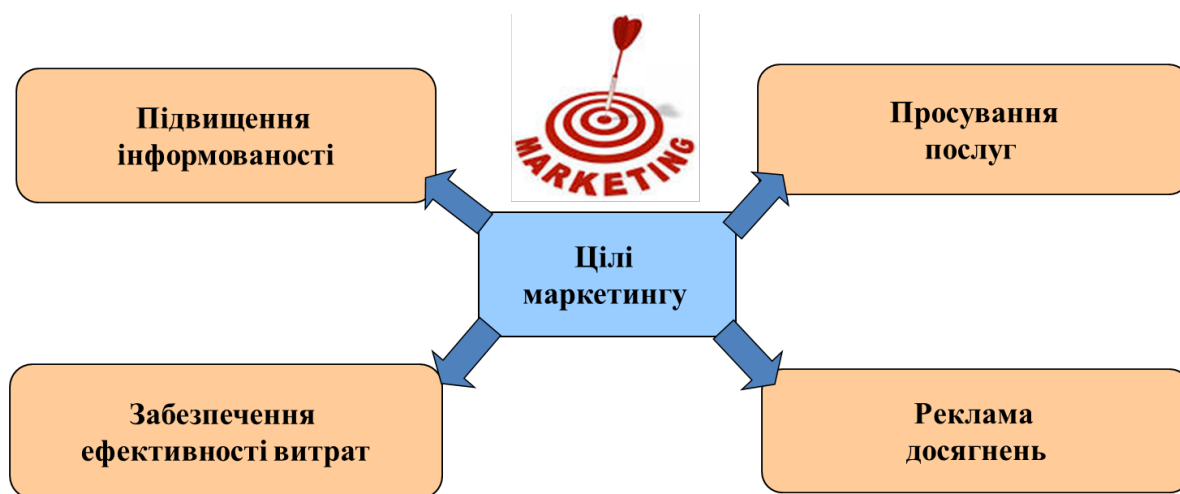 Підвищення
інформованості
MARKETING
Просування
послуг
Цілі
маркетингу
Забезпечення
ефективності витрат
Реклама
досягнень